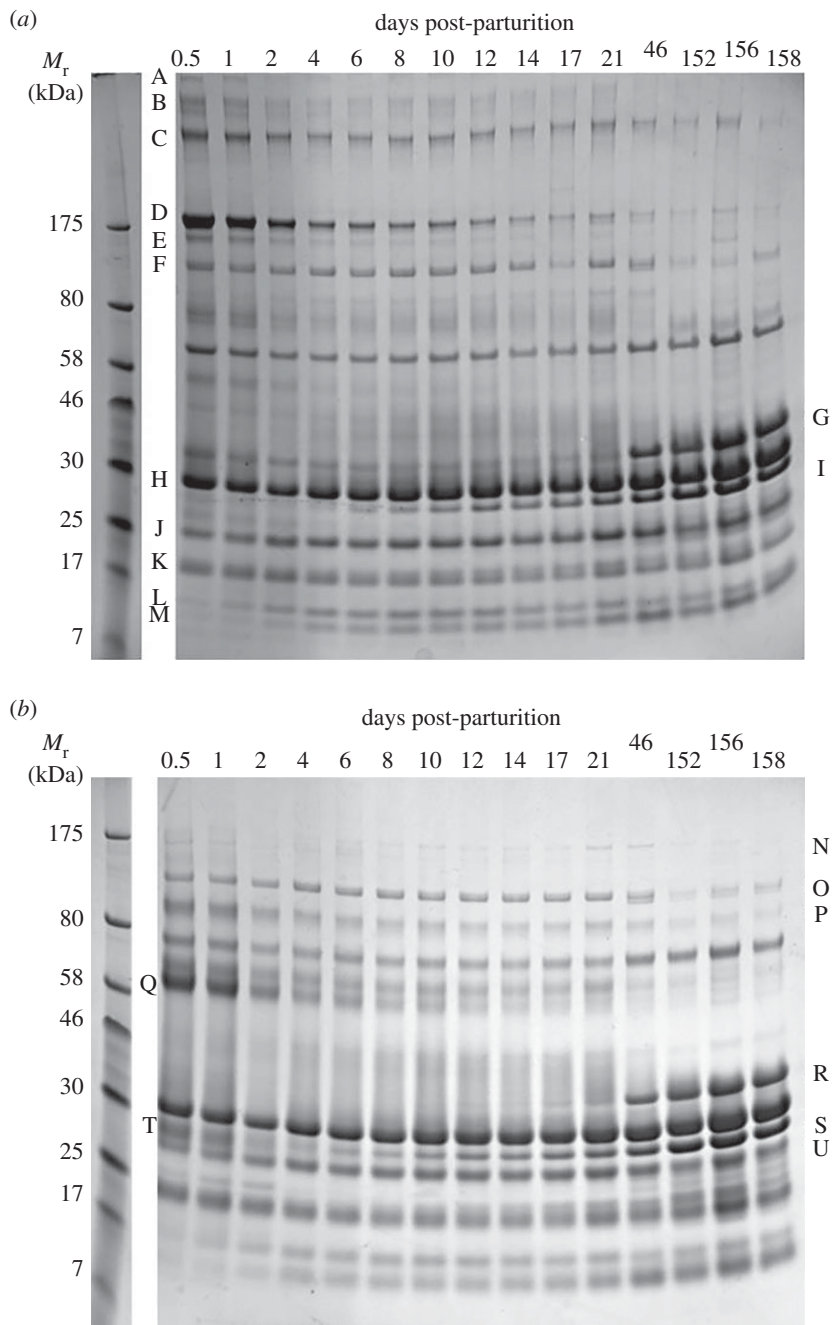 (a)
days post-parturition
Mr (kDa)
0.5 1 2 4 6 8 10 12 14 17 21 46 152 156 158
175
80
58
46
30
25
17
7
A
B
C
D
E
F
H
J
K
L
M
G
I
(b)
days post-parturition
Mr (kDa)
0.5 1 2 4 6 8 10 12 14 17 21 46 152 156 158
175
80
58
46
30
25
17
7
Q
T
N
O
P
R
S
U